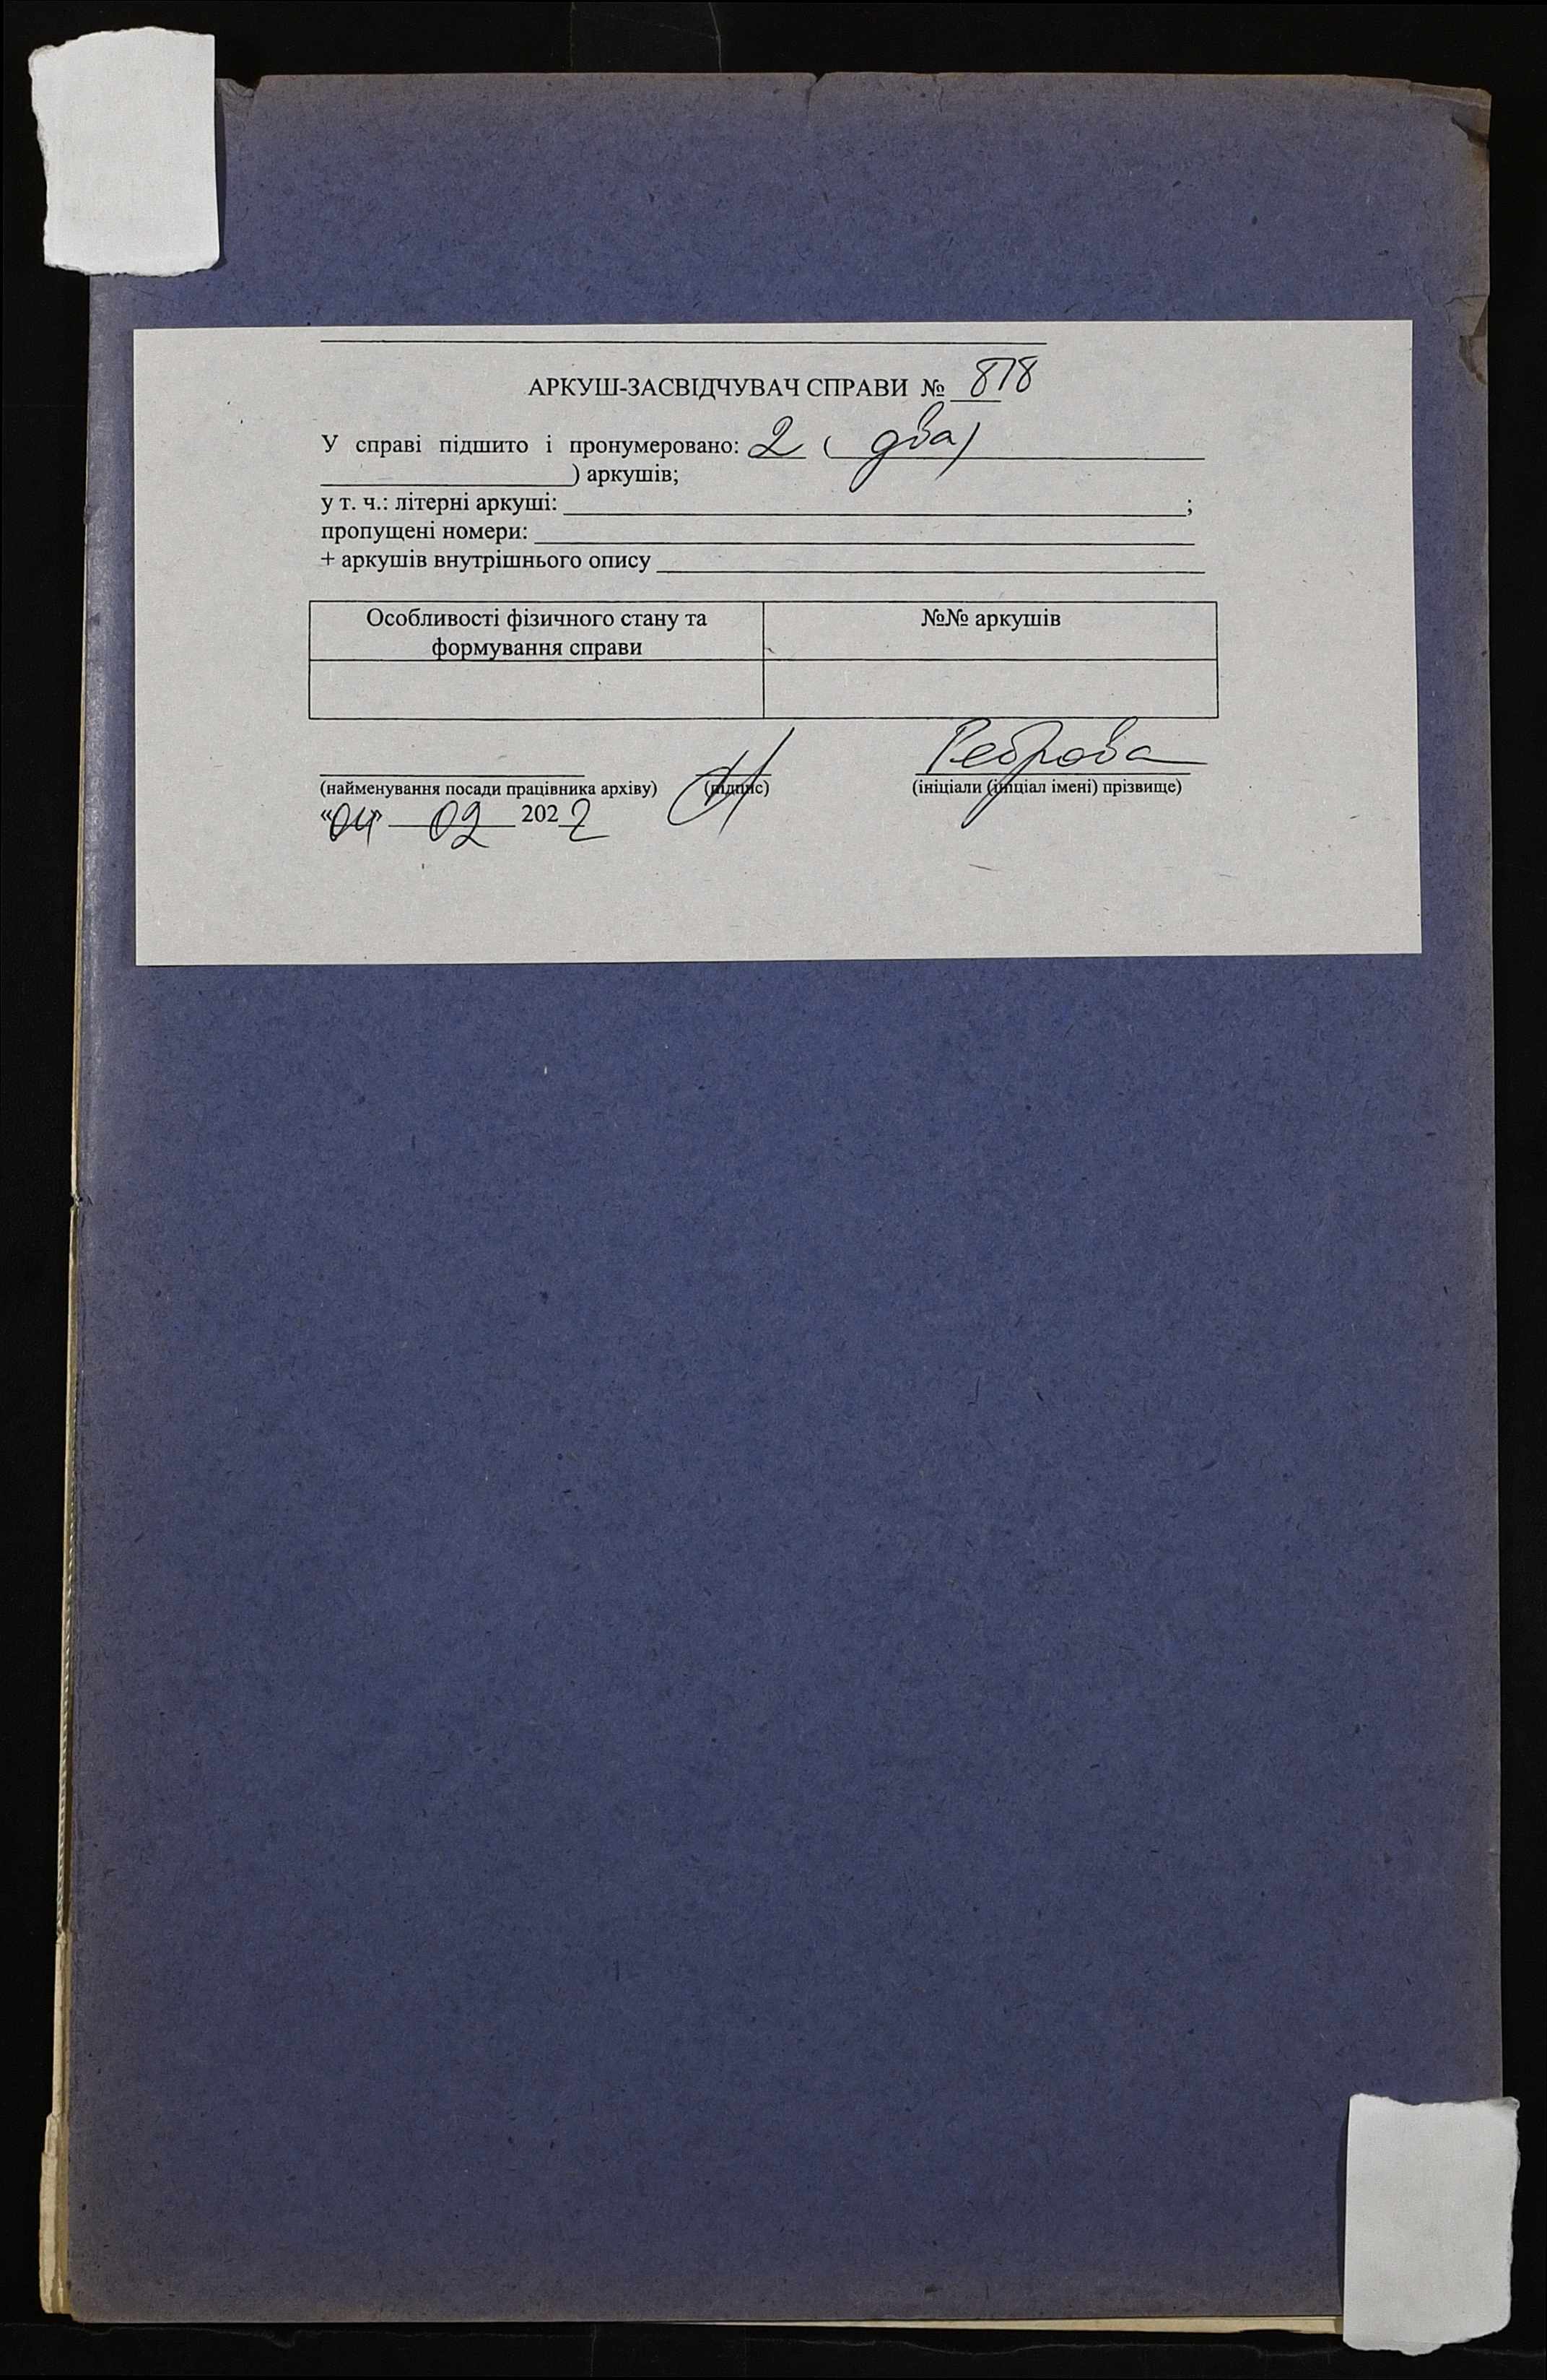 АРКУШ-ЗАСВІДЧУВАЧ СПРАВИ № 878
У справі підшито і пронумеровано: 2 ( два)
) аркушів;
у т. ч.: літерні аркуші: ;
пропущені номери:
+ аркушів внутрішнього опису
Особливості фізичного стану та формування справи
№№ аркушів
Реброва
(найменування посади працівника архіву) (підпис) (ініціали (ініціал імені) прізвище)
«04» 02 2022